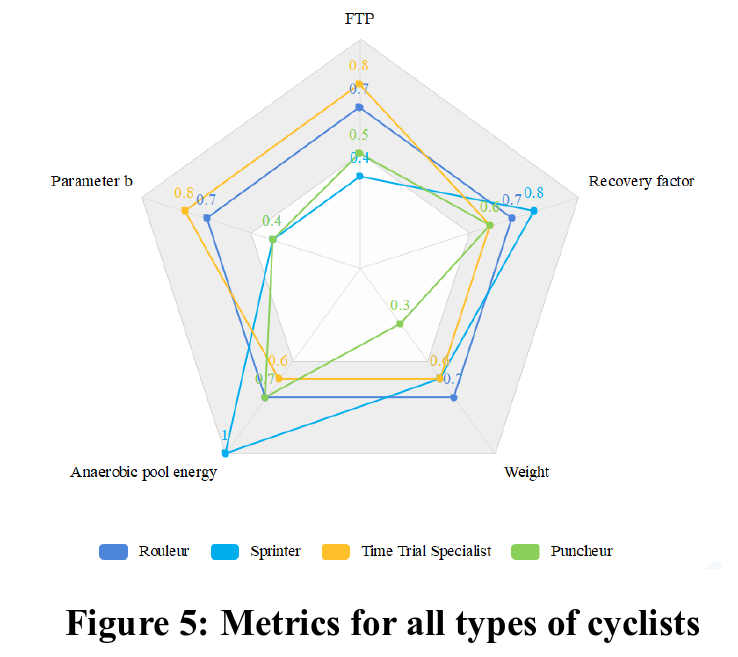 FTP
0.8
0.7
0.5
0.4
Parameter b
Recovery factor
0.8
0.7
0.6
0.7
0.8
0.4
0.3
0.6
0.6
0.7
0.7
1
Anaerobic pool energy
Weight
Rouleur
Sprinter
Time Trial Specialist
Puncheur
Figure 5: Metrics for all types of cyclists